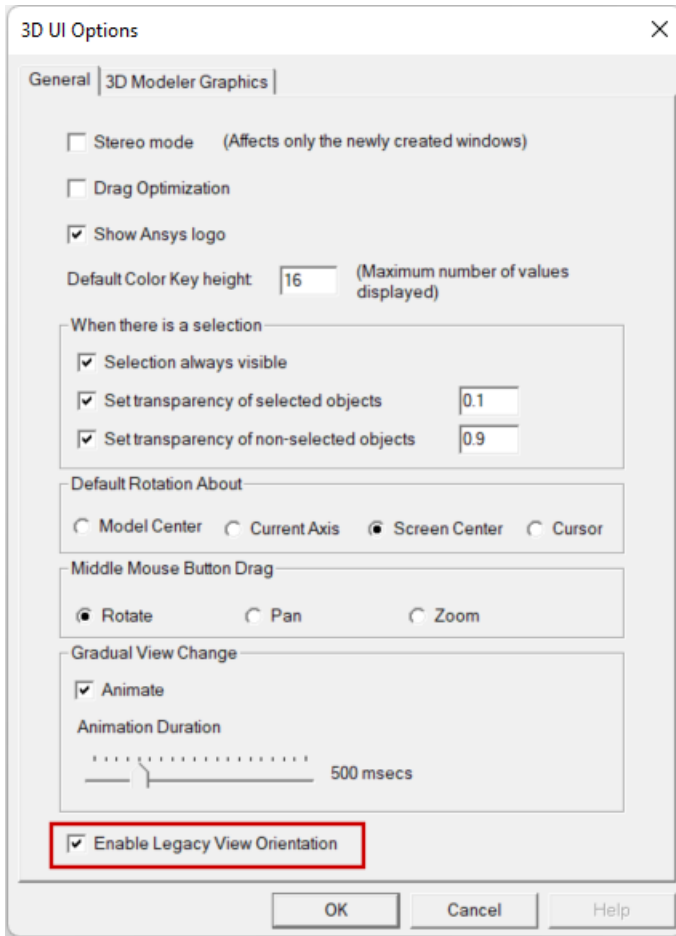 3D UI Options
General
3D Modeler Graphics
Stereo mode (Affects only the newly created windows)
Drag Optimization
Show Ansys logo
Default Color Key height: 16 (Maximum number of values
displayed)
When there is a selection
Selection always visible
Set transparency of selected objects 0.1
Set transparency of non-selected objects 0.9
Default Rotation About
Model Center Current Axis Screen Center Cursor
Middle Mouse Button Drag
Rotate Pan Zoom
Gradual View Change
Animate
Animation Duration
500 msecs
Enable Legacy View Orientation
OK Cancel Help